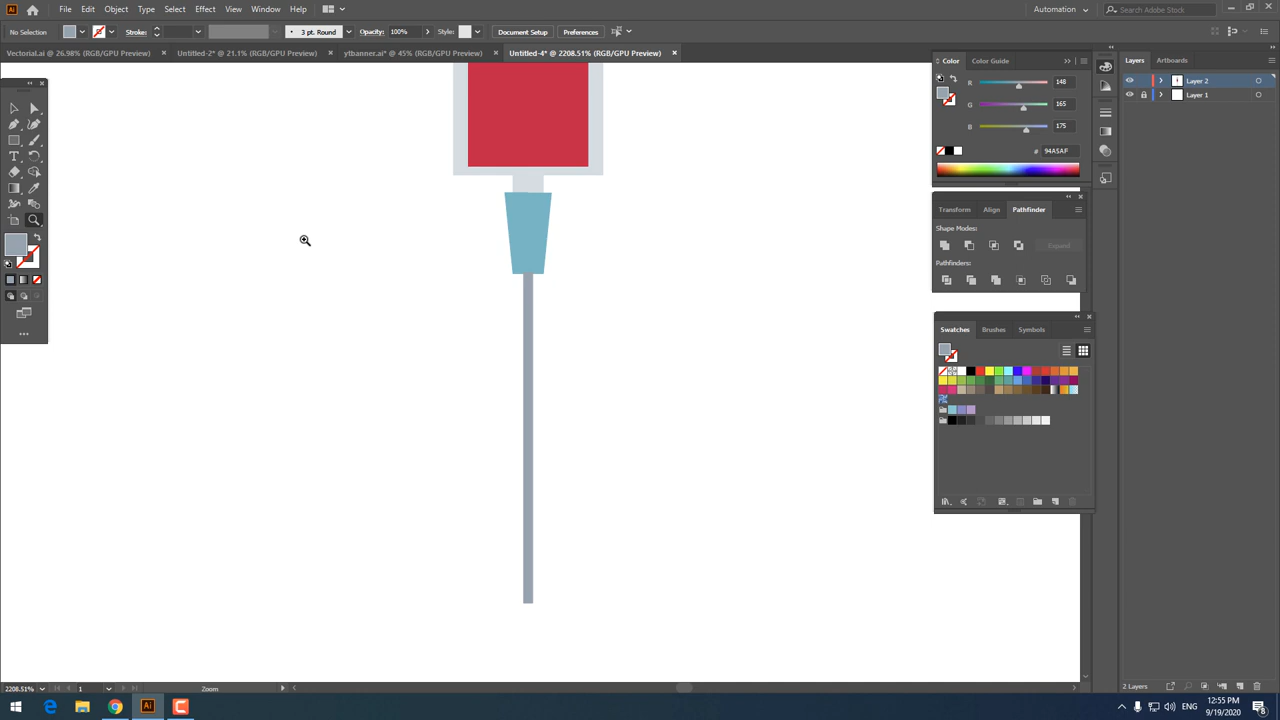 Ai File Edit Object Type Select Effect View Window Help Automation Search Adobe Stock
No Selection Stroke: 3 pt. Round Opacity: 100% Style: Document Setup Preferences
Vectorial.ai @ 26.98% (RGB/GPU Preview) × Untitled-2* @ 21.1% (RGB/GPU Preview) × ytbanner.ai* @ 45% (RGB/GPU Preview) × Untitled-4* @ 2208.51% (RGB/GPU Preview) ×
Color Color Guide
R 148
G 165
B 175
# 94A5AF
Layers Artboards
Layer 2
Layer 1
Transform Align Pathfinder
Shape Modes:
Expand
Pathfinders:
Swatches Brushes Symbols
2208.51% 1 Zoom
2 Layers
Ai ENG 12:55 PM
9/19/2020